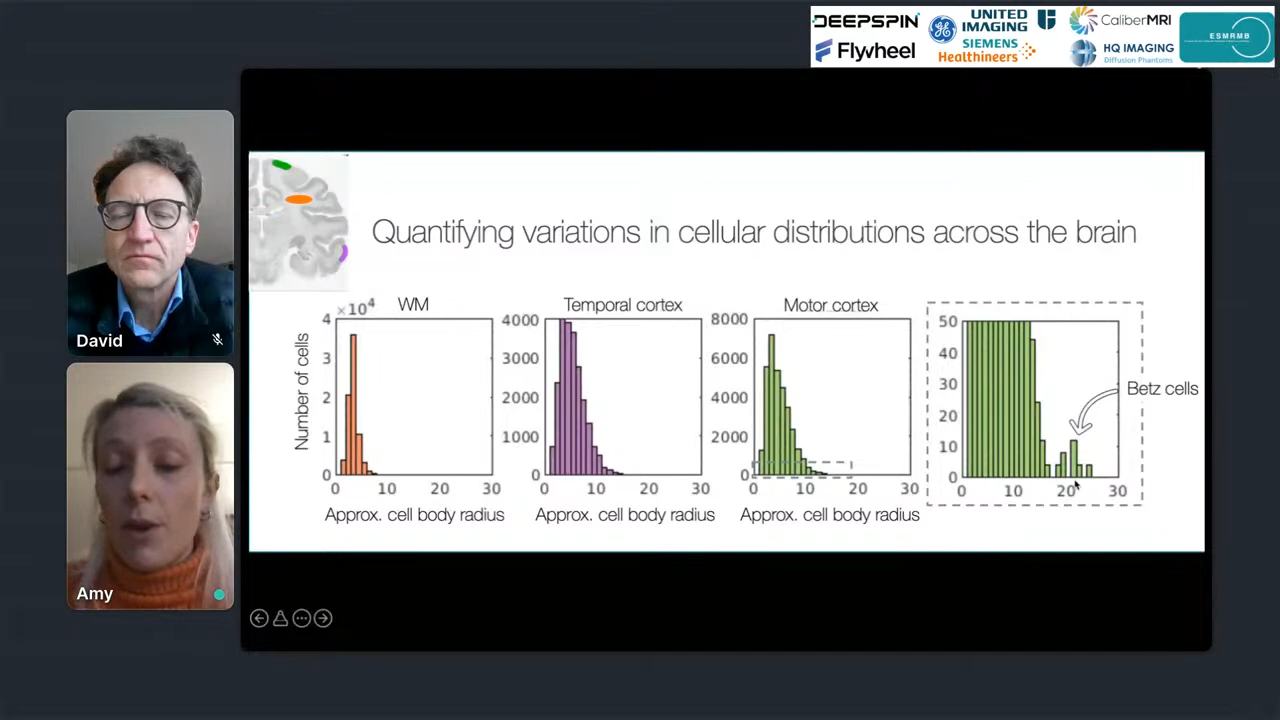 DEEPSPIN
UNITED
IMAGING
CaliberMRI
Flywheel
SIEMENS
Healthineers
HQ IMAGING
Diffusion Phantoms
ESMRMB
David
Amy
Quantifying variations in cellular distributions across the brain
WM
Temporal cortex
Motor cortex
×10⁴
Number of cells
4
3
2
1
0
0 10 20 30
Approx. cell body radius
4000
3000
2000
1000
0
0 10 20 30
Approx. cell body radius
8000
6000
4000
2000
0
0 10 20 30
Approx. cell body radius
50
40
30
20
10
0
0 10 20 30
Betz cells